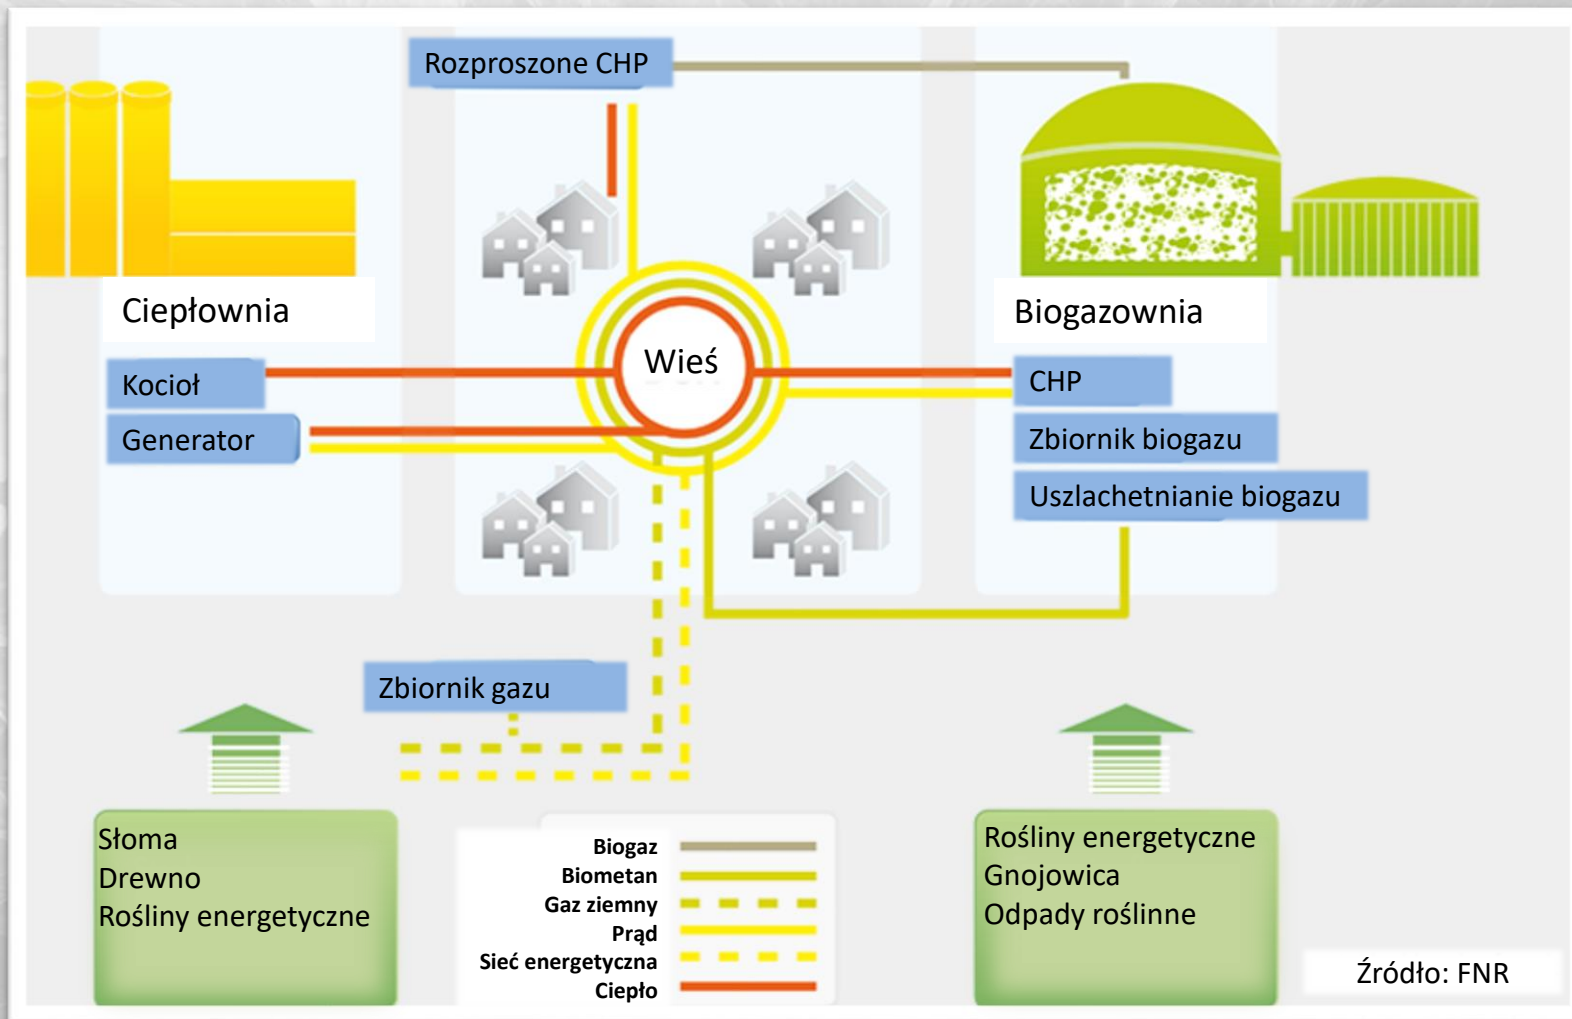 Rozproszone CHP
Ciepłownia
Kocioł
Generator
Wieś
Biogazownia
CHP
Zbiornik biogazu
Uszlachetnianie biogazu
Zbiornik gazu
Słoma
Drewno
Rośliny energetyczne
Biogaz
Biometan
Gaz ziemny
Prąd
Sieć energetyczna
Ciepło
Rośliny energetyczne
Gnojowica
Odpady roślinne
Źródło: FNR